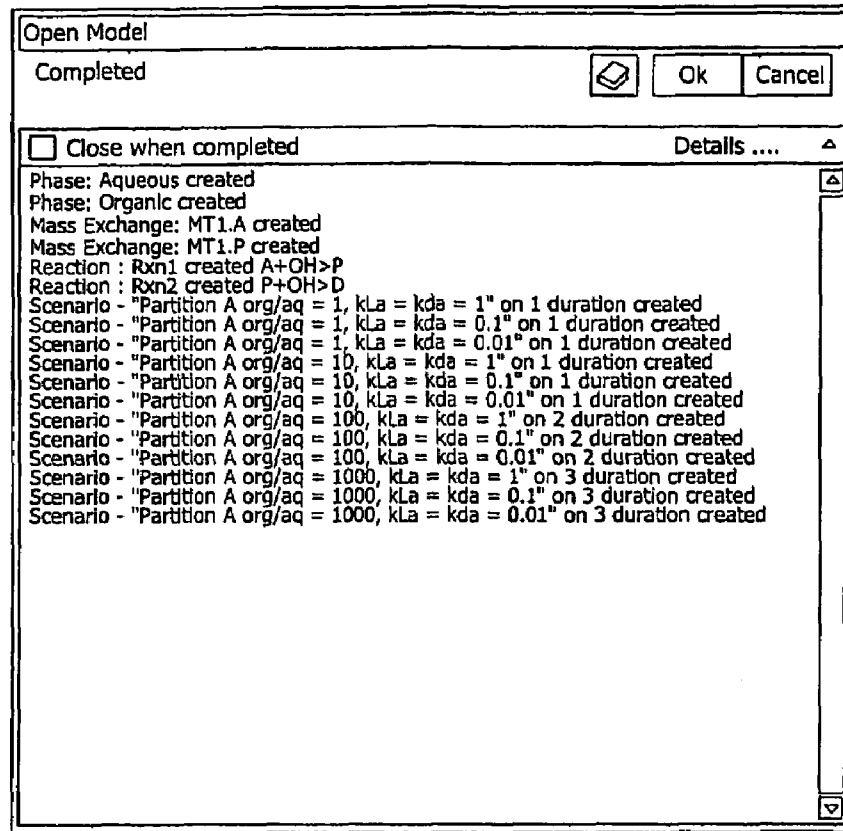 Open Model
Completed
Ok
Cancel
Close when completed
Details ....
Phase: Aqueous created
Phase: Organic created
Mass Exchange: MT1.A created
Mass Exchange: MT1.P created
Reaction : Rxn1 created A+OH>P
Reaction : Rxn2 created P+OH>D
Scenario - "Partition A org/aq = 1, kLa = kda = 1" on 1 duration created
Scenario - "Partition A org/aq = 1, kLa = kda = 0.1" on 1 duration created
Scenario - "Partition A org/aq = 1, kLa = kda = 0.01" on 1 duration created
Scenario - "Partition A org/aq = 10, kLa = kda = 1" on 1 duration created
Scenario - "Partition A org/aq = 10, kLa = kda = 0.1" on 1 duration created
Scenario - "Partition A org/aq = 10, kLa = kda = 0.01" on 1 duration created
Scenario - "Partition A org/aq = 100, kLa = kda = 1" on 2 duration created
Scenario - "Partition A org/aq = 100, kLa = kda = 0.1" on 2 duration created
Scenario - "Partition A org/aq = 100, kLa = kda = 0.01" on 2 duration created
Scenario - "Partition A org/aq = 1000, kLa = kda = 1" on 3 duration created
Scenario - "Partition A org/aq = 1000, kLa = kda = 0.1" on 3 duration created
Scenario - "Partition A org/aq = 1000, kLa = kda = 0.01" on 3 duration created